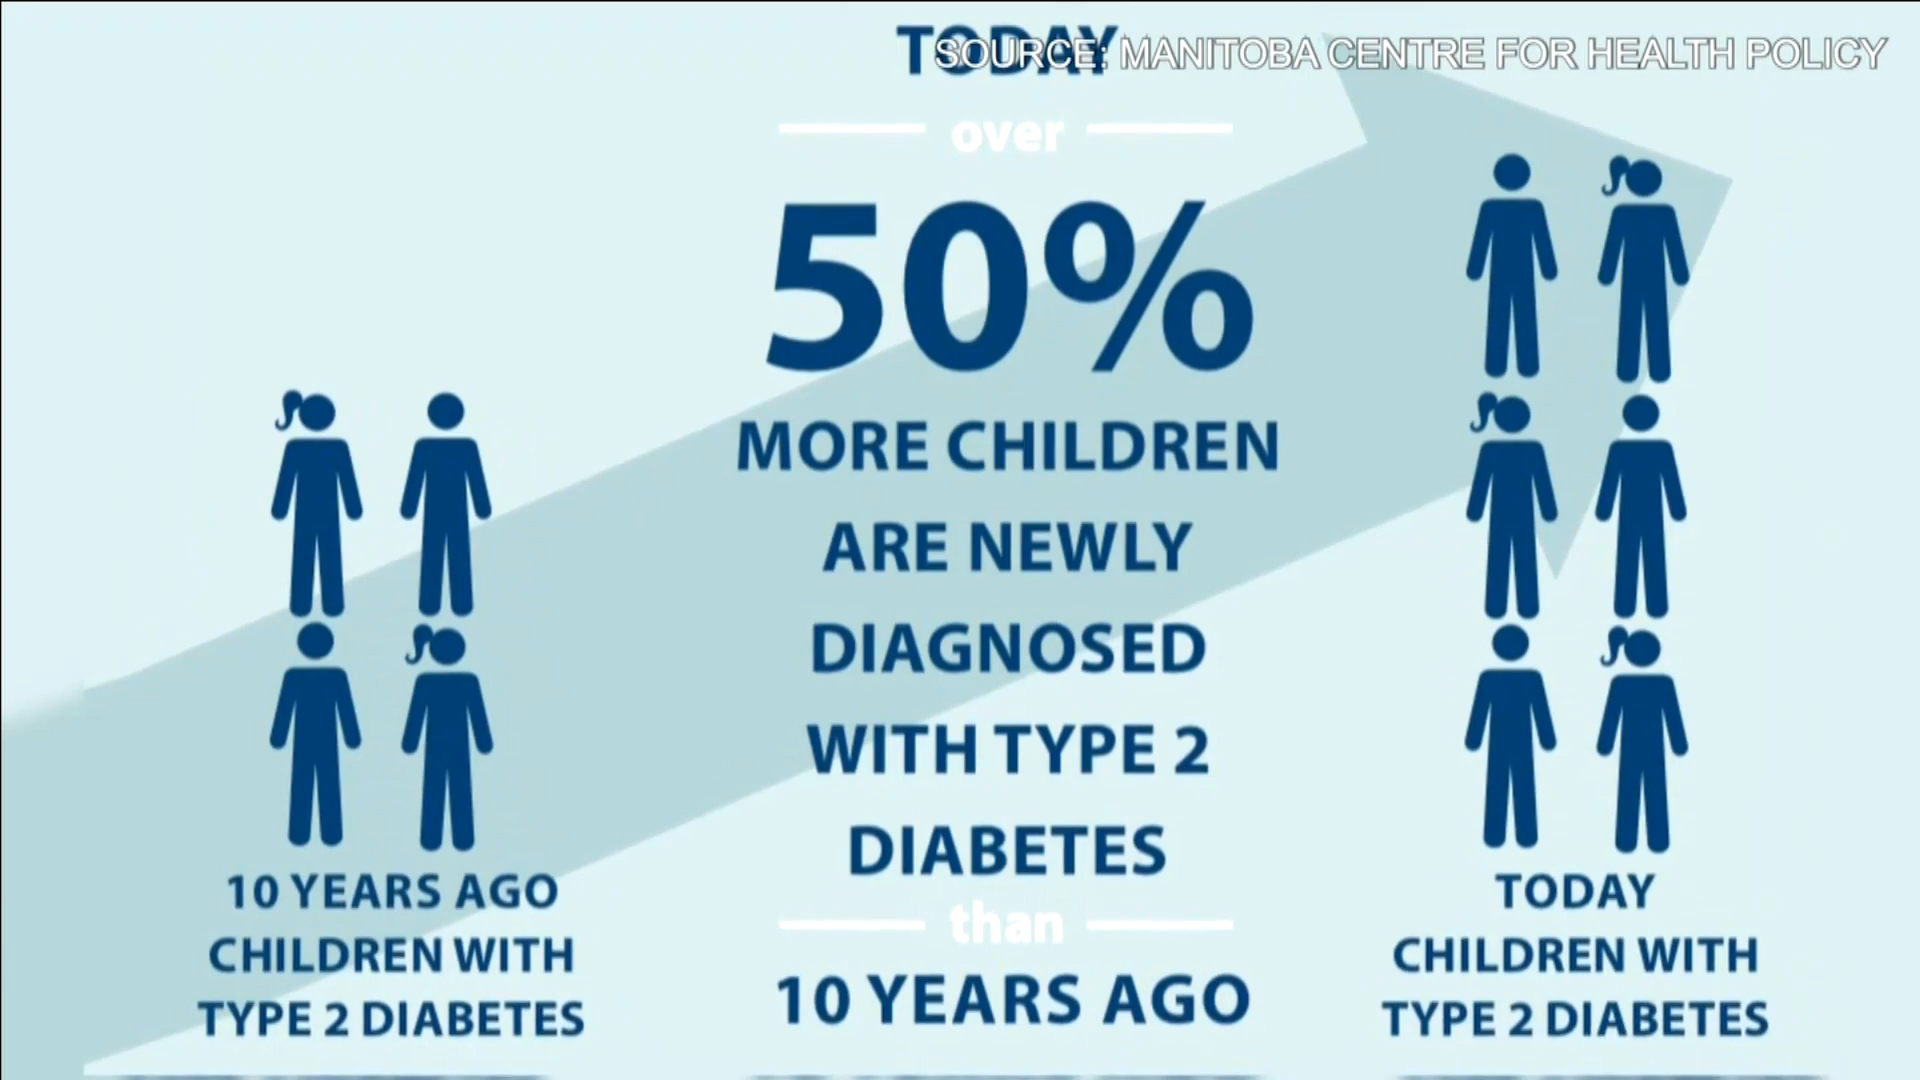 TODAY
SOURCE: MANITOBA CENTRE FOR HEALTH POLICY
over
50%
MORE CHILDREN
ARE NEWLY
DIAGNOSED
WITH TYPE 2
DIABETES
than
10 YEARS AGO
10 YEARS AGO
CHILDREN WITH
TYPE 2 DIABETES
TODAY
CHILDREN WITH
TYPE 2 DIABETES